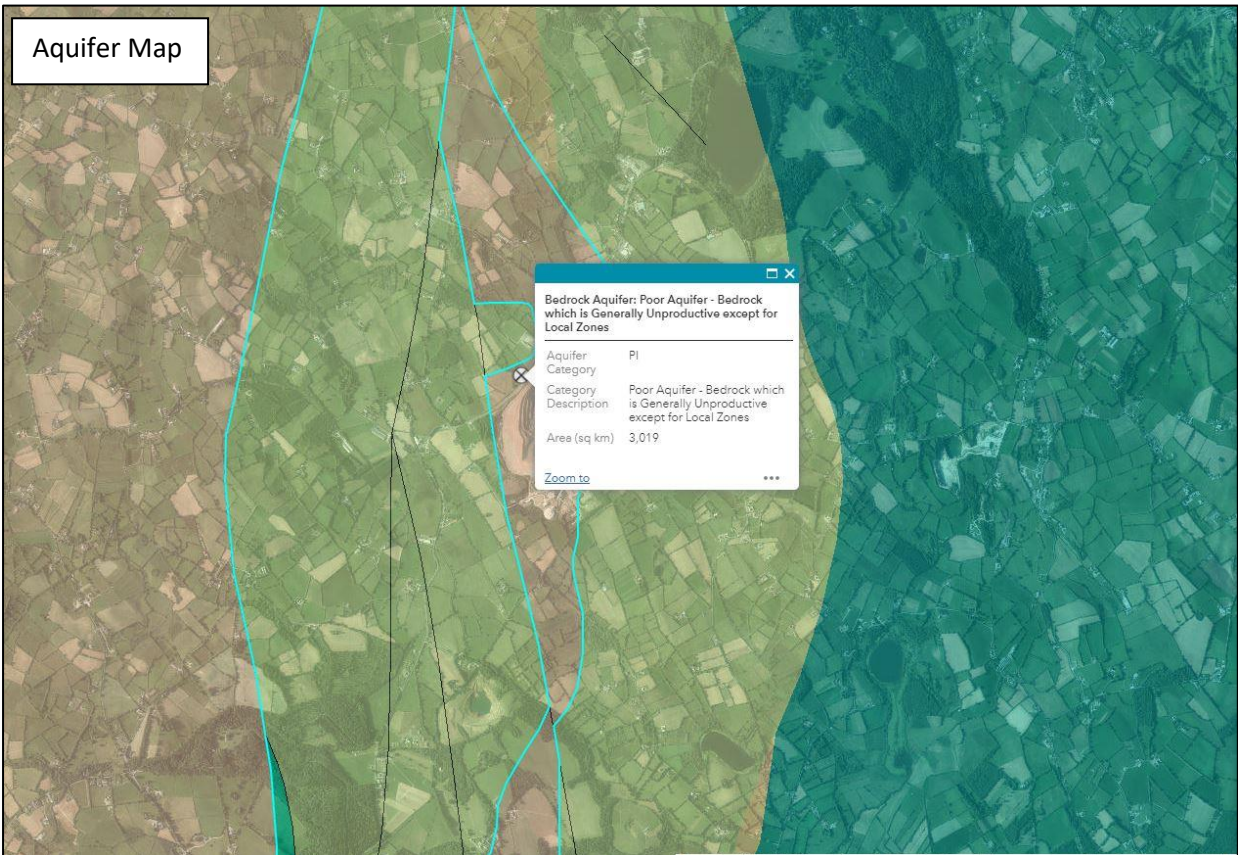 Aquifer Map
Bedrock Aquifer: Poor Aquifer - Bedrock
which is Generally Unproductive except for
Local Zones
Aquifer
Category
Pl
Category
Description
Poor Aquifer - Bedrock which
is Generally Unproductive
except for Local Zones
Area (sq km) 3,019
Zoom to